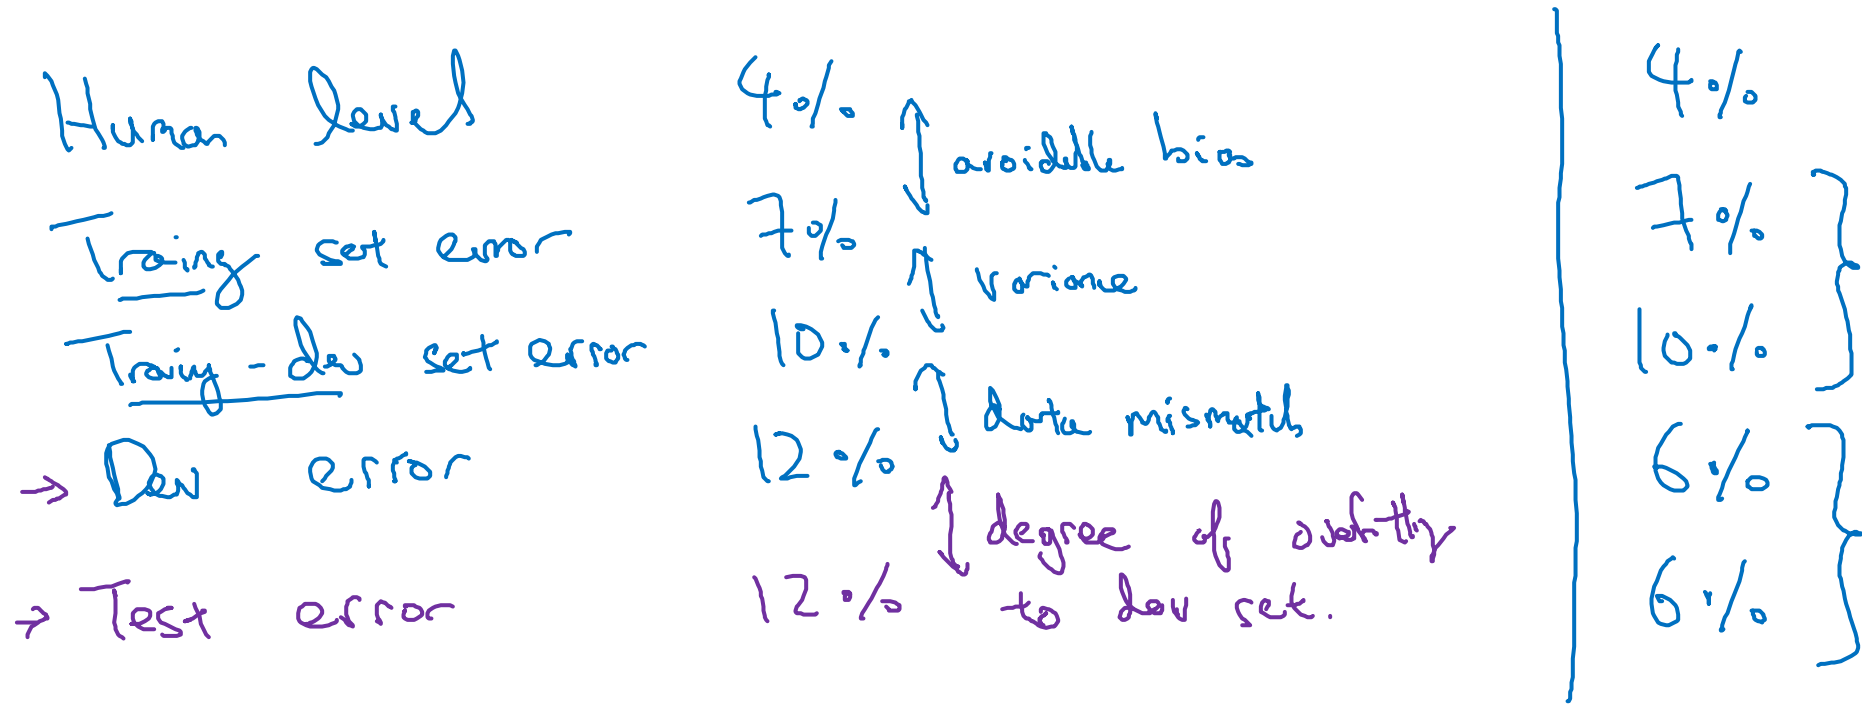 Human level 4% 4%
avoidable bias
Training set error 7% 7%
variance
Training-dev set error 10% 10%
data mismatch
→ Dev error 12% 6%
degree of overfitting
→ Test error 12% to dev set. 6%